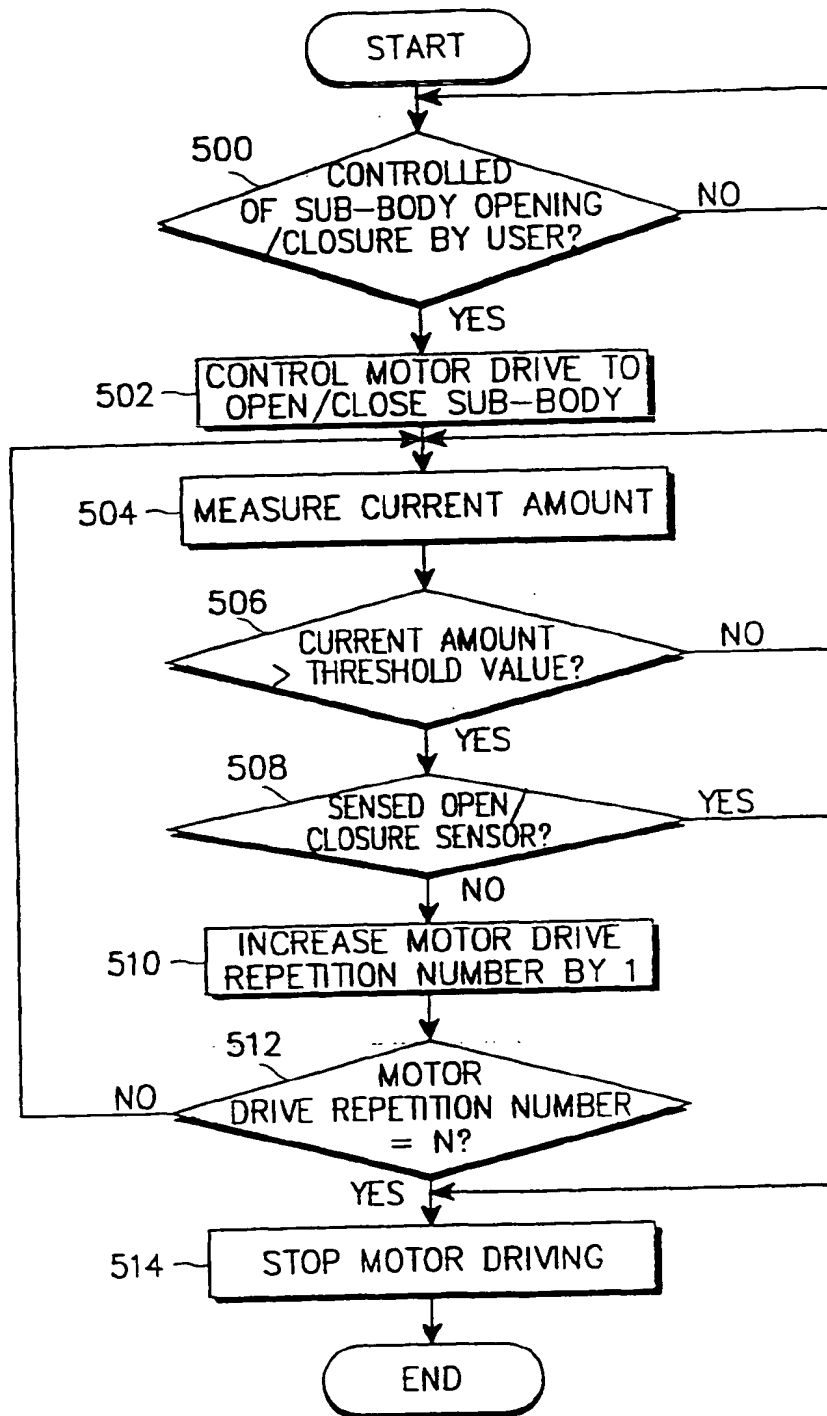 START
500
CONTROLLED
OF SUB-BODY OPENING
/CLOSURE BY USER?
NO
YES
502
CONTROL MOTOR DRIVE TO
OPEN/CLOSE SUB-BODY
504
MEASURE CURRENT AMOUNT
506
CURRENT AMOUNT
> THRESHOLD VALUE?
NO
YES
508
SENSED OPEN/
CLOSURE SENSOR?
YES
NO
510
INCREASE MOTOR DRIVE
REPETITION NUMBER BY 1
512
MOTOR
DRIVE REPETITION NUMBER
= N?
NO
YES
514
STOP MOTOR DRIVING
END